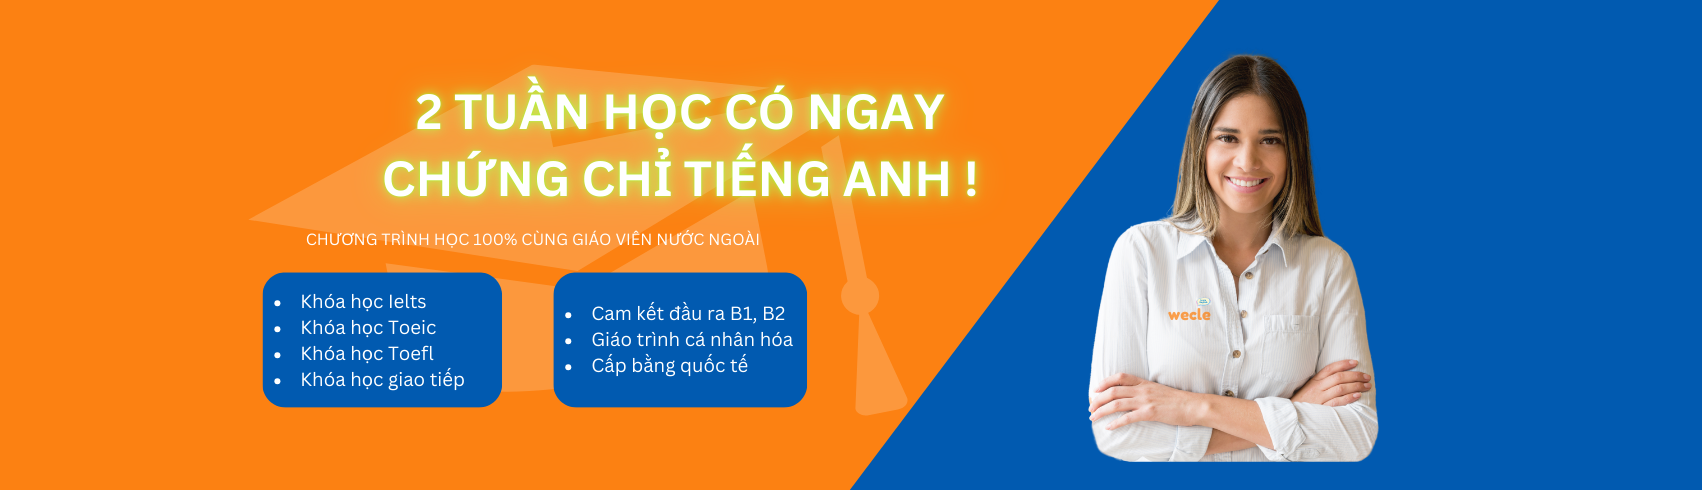 2 TUẦN HỌC CÓ NGAY
CHỨNG CHỈ TIẾNG ANH !
CHƯƠNG TRÌNH HỌC 100% CÙNG GIÁO VIÊN NƯỚC NGOÀI
Khóa học Ielts
Khóa học Toeic
Khóa học Toefl
Khóa học giao tiếp
Cam kết đầu ra B1, B2
Giáo trình cá nhân hóa
Cấp bằng quốc tế
wecle